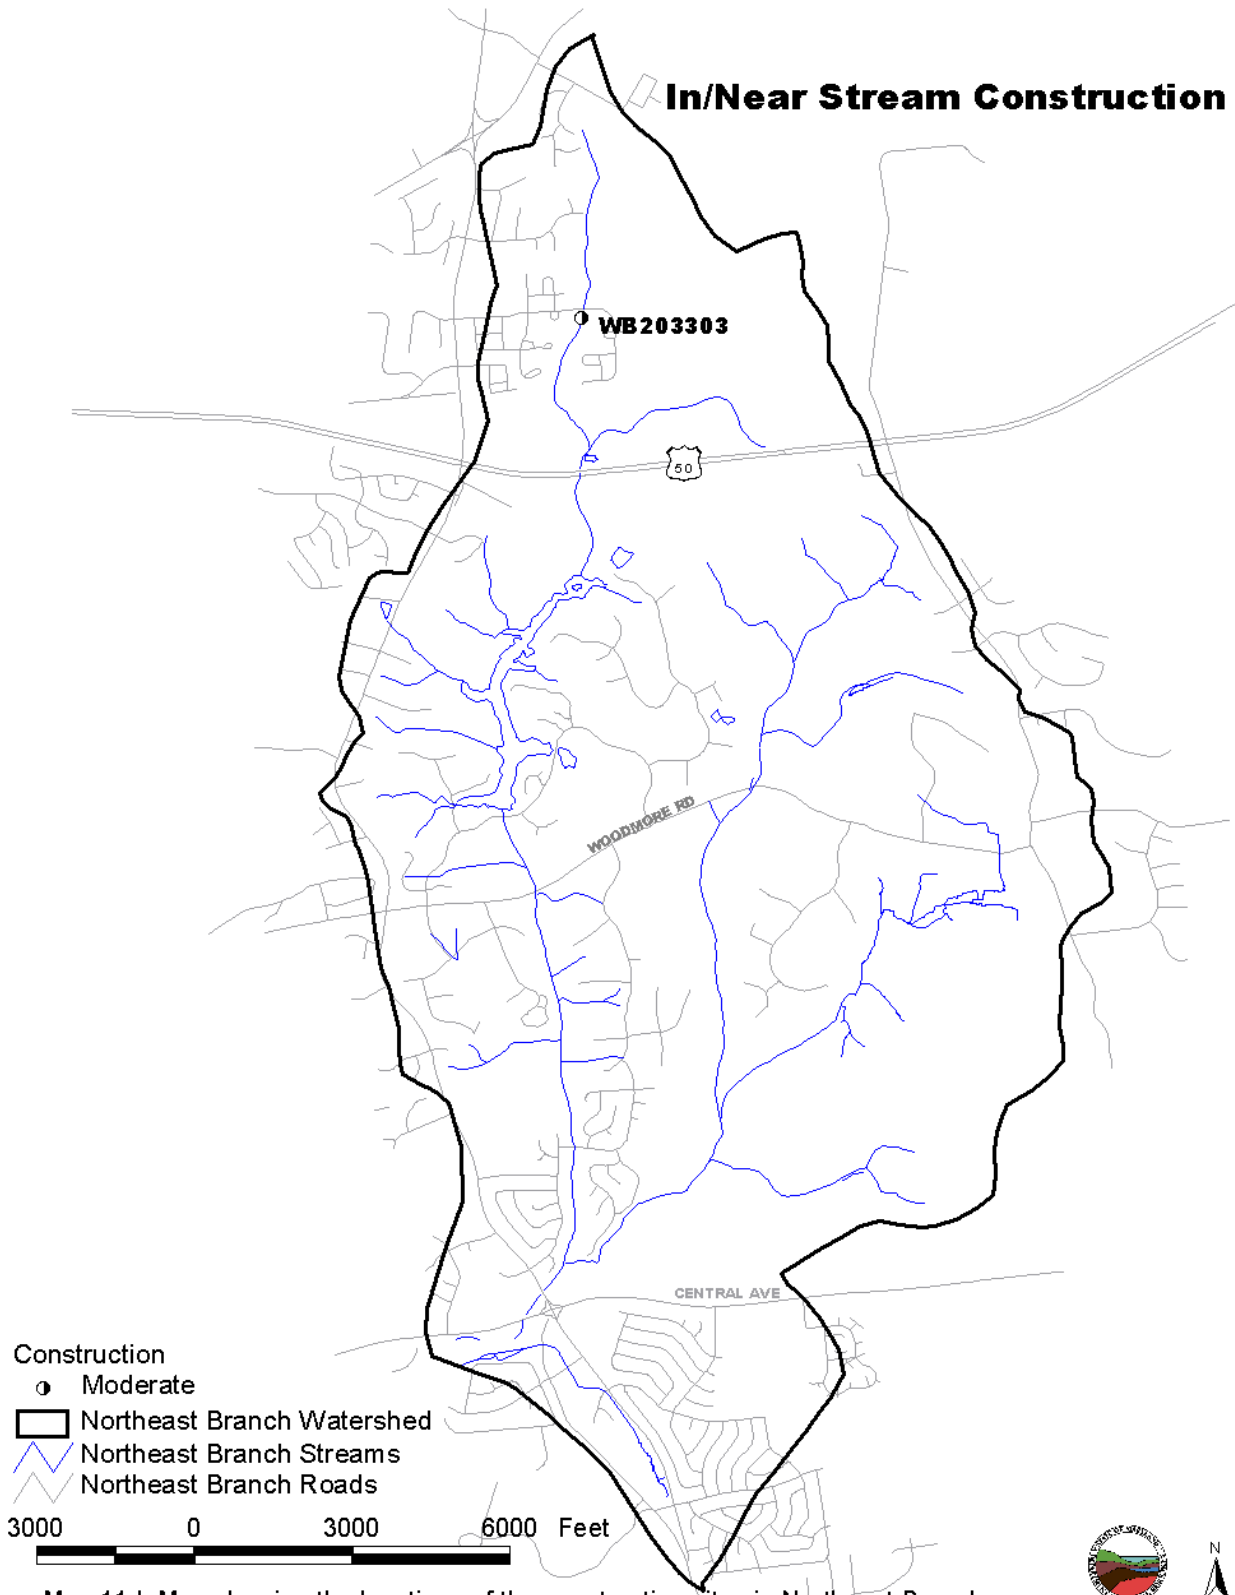 In/Near Stream Construction
WB203303
50
WOODMORE RD
CENTRAL AVE
Construction
Moderate
Northeast Branch Watershed
Northeast Branch Streams
Northeast Branch Roads
3000 0 3000 6000 Feet
N